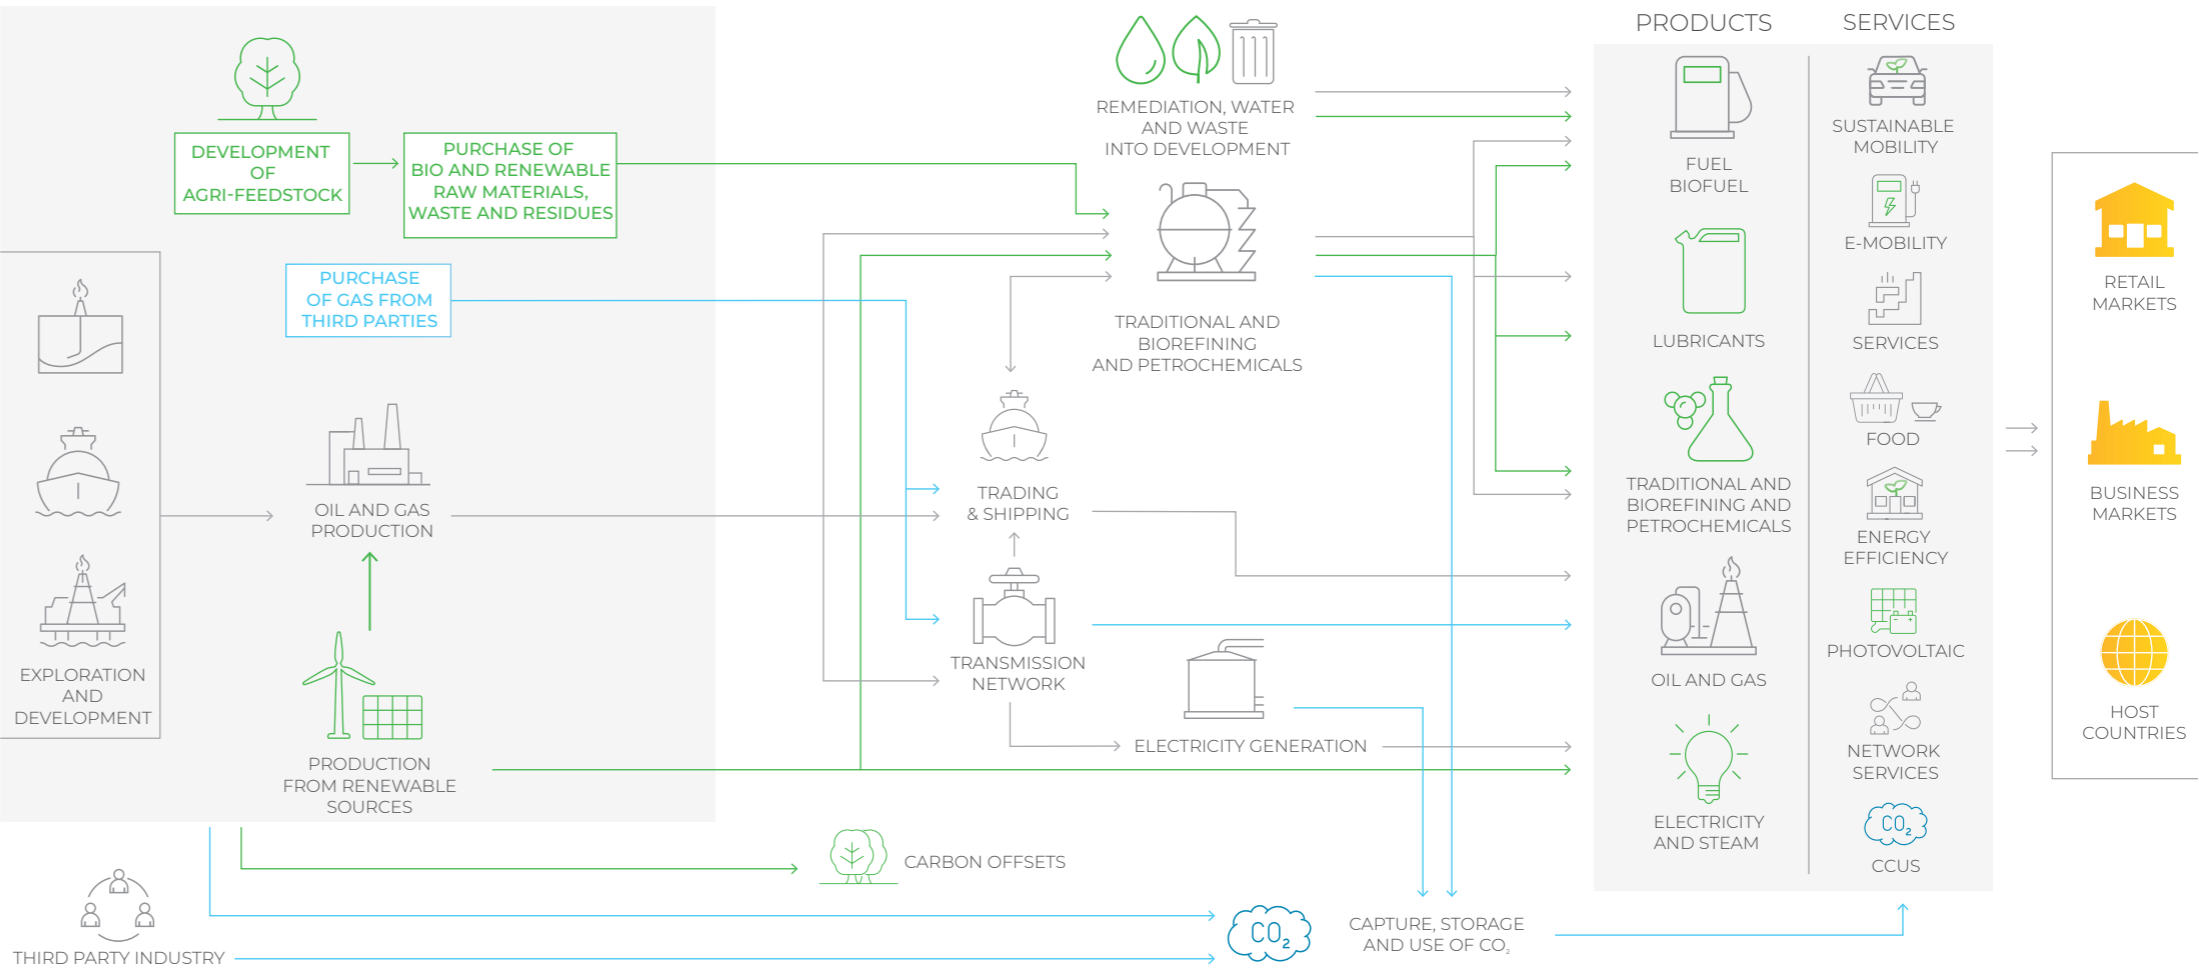 DEVELOPMENT
OF
AGRI-FEEDSTOCK
PURCHASE OF
BIO AND RENEWABLE
RAW MATERIALS,
WASTE AND RESIDUES
PURCHASE
OF GAS FROM
THIRD PARTIES
EXPLORATION
AND
DEVELOPMENT
OIL AND GAS
PRODUCTION
PRODUCTION
FROM RENEWABLE
SOURCES
THIRD PARTY INDUSTRY
REMEDIATION, WATER
AND WASTE
INTO DEVELOPMENT
TRADITIONAL AND
BIOREFINING
AND PETROCHEMICALS
TRADING
& SHIPPING
TRANSMISSION
NETWORK
ELECTRICITY GENERATION
CARBON OFFSETS
CO₂
CAPTURE, STORAGE
AND USE OF CO₂
PRODUCTS
FUEL
BIOFUEL
LUBRICANTS
TRADITIONAL AND
BIOREFINING AND
PETROCHEMICALS
OIL AND GAS
ELECTRICITY
AND STEAM
SERVICES
SUSTAINABLE
MOBILITY
E-MOBILITY
SERVICES
FOOD
ENERGY
EFFICIENCY
PHOTOVOLTAIC
NETWORK
SERVICES
CO₂
CCUS
RETAIL
MARKETS
BUSINESS
MARKETS
HOST
COUNTRIES